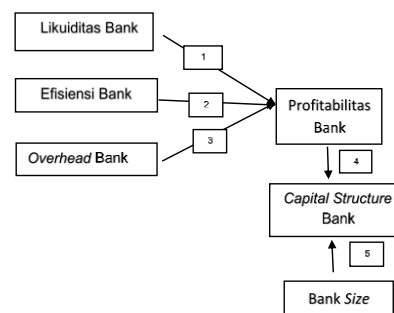 Likuiditas Bank
1
Efisiensi Bank
2
Profitabilitas
Bank
3
Overhead Bank
4
Capital Structure
Bank
5
Bank Size